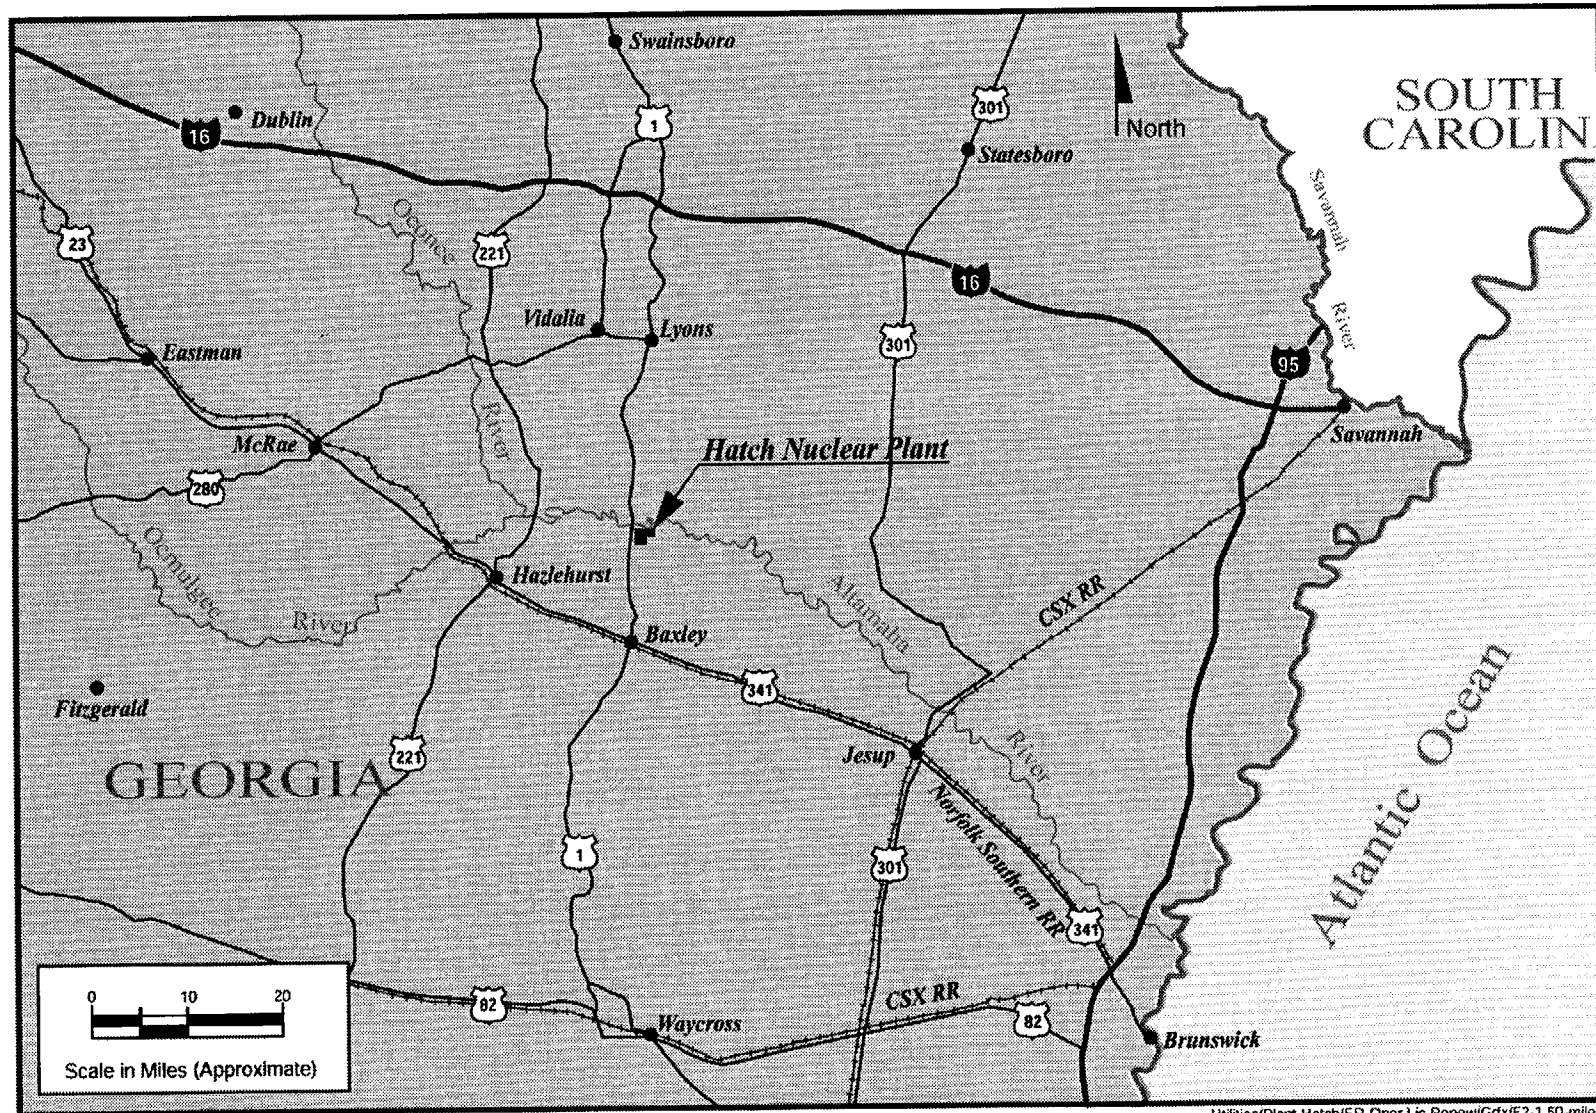 Swainsboro
SOUTH
CAROLIN
Dublin
16
1
301
North
Statesboro
Savannah
River
Oconee
River
23
221
16
Vidalia
Lyons
301
Eastman
95
McRae
Savannah
Hatch Nuclear Plant
280
Ocmulgee
River
Hazlehurst
Altamaha
River
CSX RR
Baxley
341
Fitzgerald
GEORGIA
221
Jesup
Atlantic Ocean
Norfolk Southern RR
1
301
341
0 10 20
Scale in Miles (Approximate)
82
CSX RR
82
Waycross
Brunswick